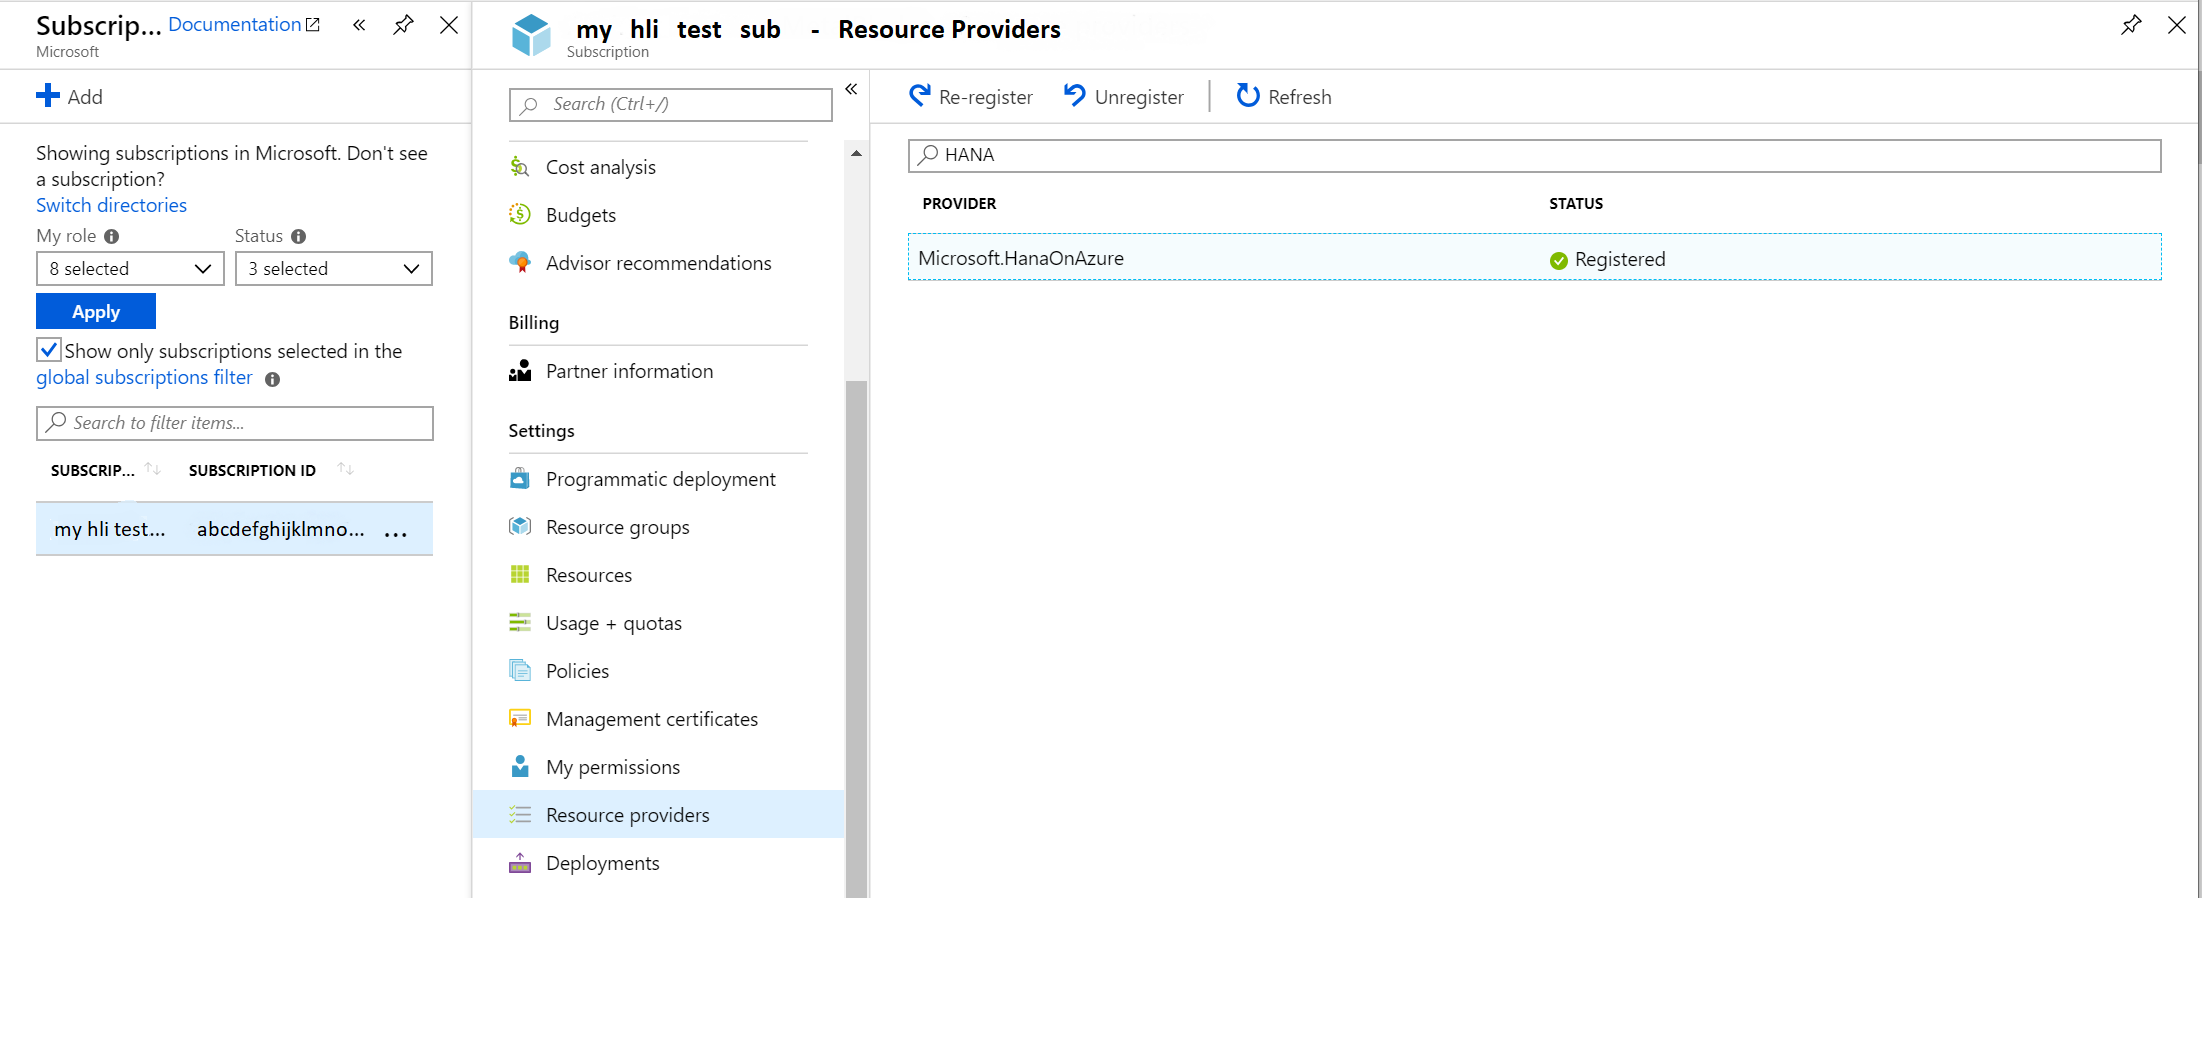 Subscrip... Documentation
Microsoft
Add
Showing subscriptions in Microsoft. Don't see
a subscription?
Switch directories
My role Status
8 selected 3 selected
Apply
Show only subscriptions selected in the
global subscriptions filter
Search to filter items...
SUBSCRIP... SUBSCRIPTION ID
my hli test... abcdefghijklmno... ...
my hli test sub - Resource Providers
Subscription
Search (Ctrl+/)
Cost analysis
Budgets
Advisor recommendations
Billing
Partner information
Settings
Programmatic deployment
Resource groups
Resources
Usage + quotas
Policies
Management certificates
My permissions
Resource providers
Deployments
Re-register Unregister Refresh
HANA
PROVIDER STATUS
Microsoft.HanaOnAzure Registered